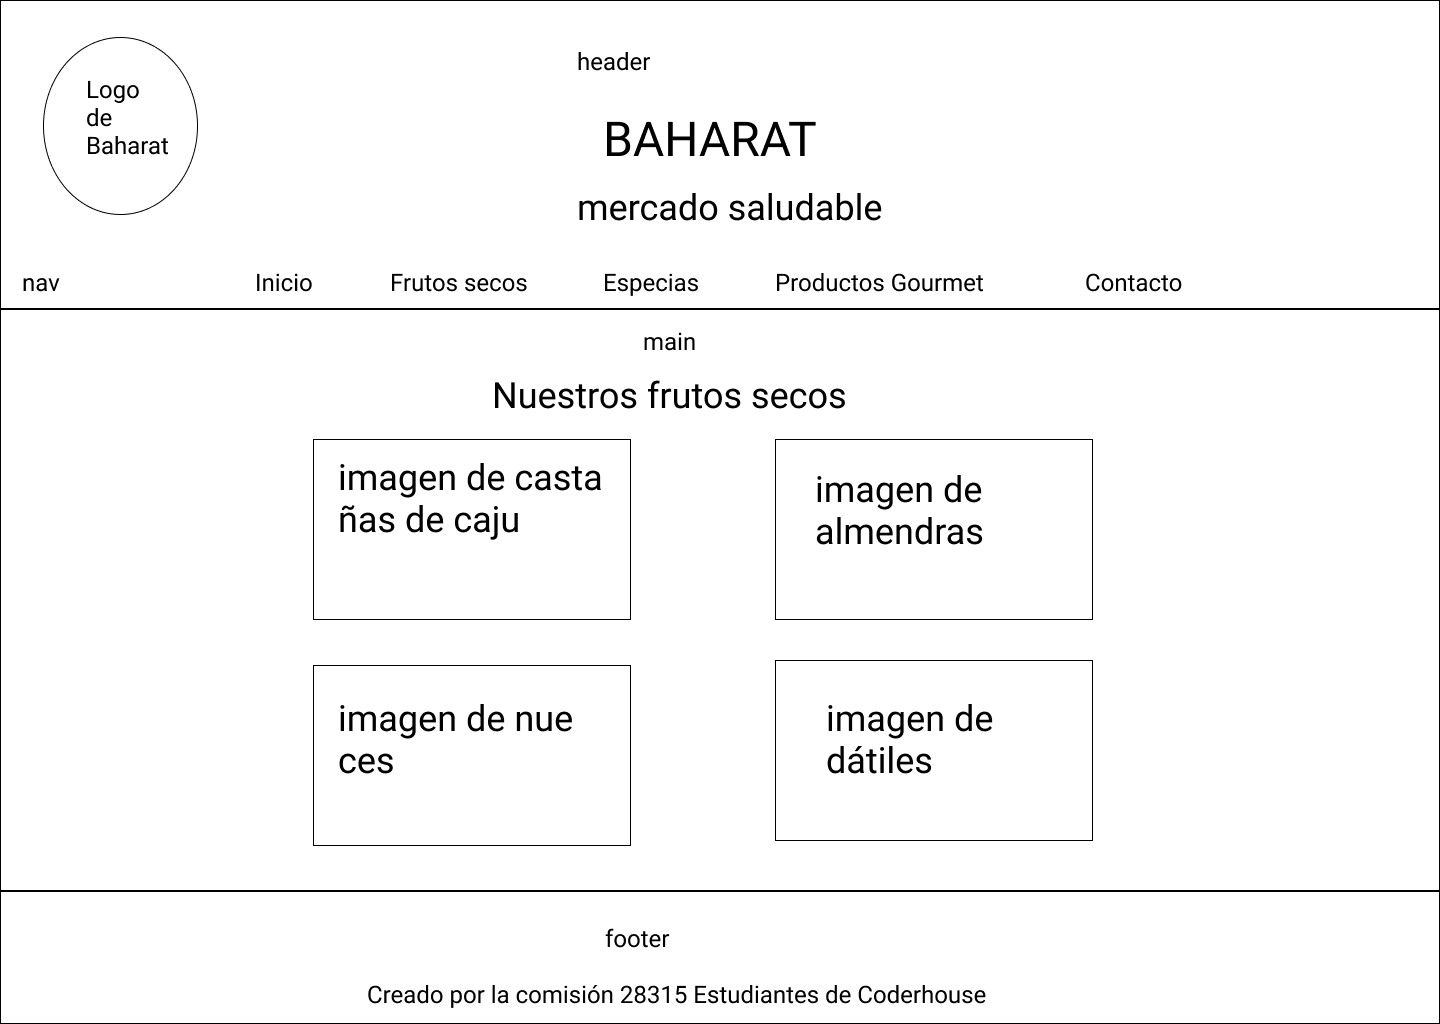 header
Logo
de
Baharat
BAHARAT
mercado saludable
nav
Inicio
Frutos secos
Especias
Productos Gourmet
Contacto
main
Nuestros frutos secos
imagen de casta
ñas de caju
imagen de
almendras
imagen de nue
ces
imagen de
dátiles
footer
Creado por la comisión 28315 Estudiantes de Coderhouse